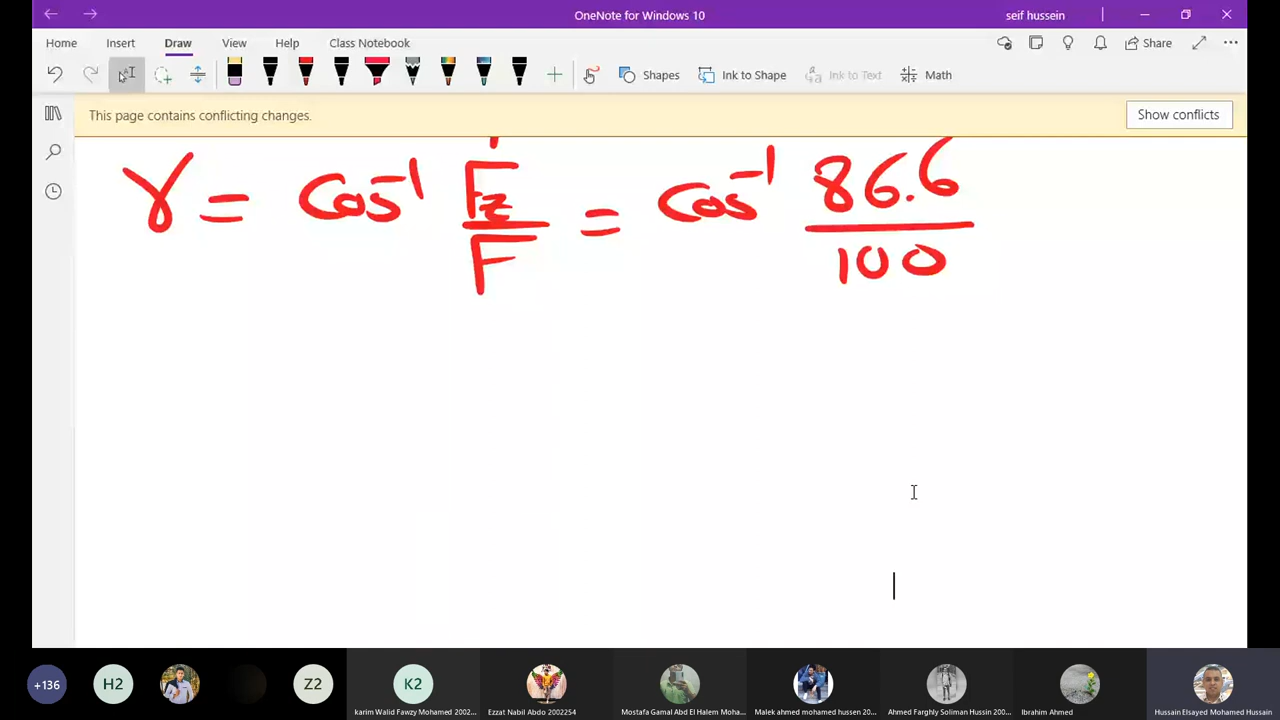 OneNote for Windows 10
seif hussein
Home Insert Draw View Help Class Notebook
Share
Shapes Ink to Shape Ink to Text Math
This page contains conflicting changes.
Show conflicts
γ = cos⁻¹ Fz/F = cos⁻¹ 86.6/100
+136 H2 Z2 K2
karim Walid Fawzy Mohamed 2002...
Ezzat Nabil Abdo 2002254
Mostafa Gamal Abd El Halem Moha...
Malek ahmed mohamed hussen 20...
Ahmed Farghly Soliman Hussin 200...
Ibrahim Ahmed
Hussain Elsayed Mohamed Hussain